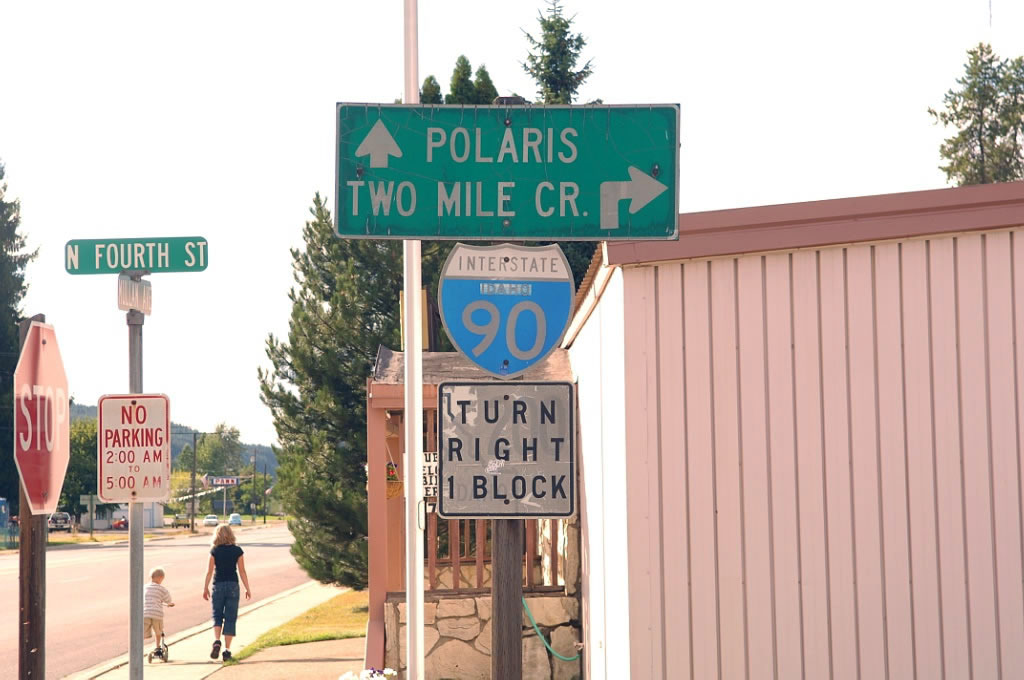 POLARIS
TWO MILE CR.
N FOURTH ST
INTERSTATE
IDAHO
90
STOP
NO
PARKING
2:00 AM
TO
5:00 AM
TURN
RIGHT
1 BLOCK
PARK